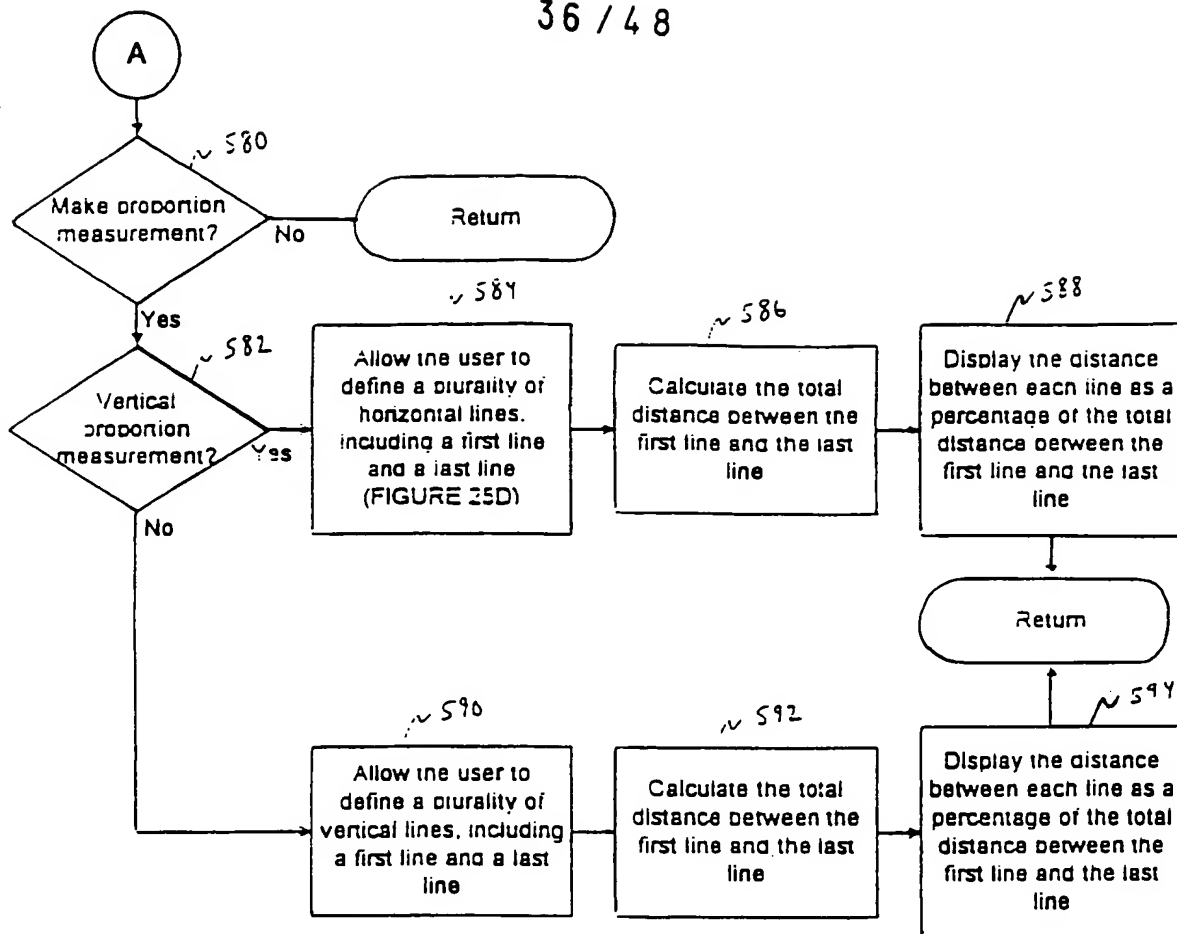 36/48
A
580
Make proportion
measurement?
No
Return
Yes
582
Vertical
proportion
measurement?
Yes
No
584
Allow the user to
define a plurality of
horizontal lines,
including a first line
and a last line
(FIGURE 25D)
586
Calculate the total
distance between the
first line and the last
line
588
Display the distance
between each line as a
percentage of the total
distance between the
first line and the last
line
Return
590
Allow the user to
define a plurality of
vertical lines, including
a first line and a last
line
592
Calculate the total
distance between the
first line and the last
line
594
Display the distance
between each line as a
percentage of the total
distance between the
first line and the last
line